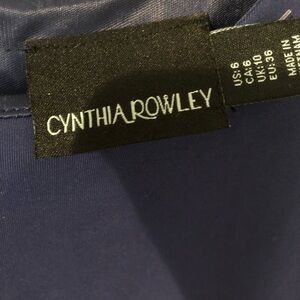 CYNTHIA ROWLEY
US:6
CA:6
UK:10
EU:36
MADE IN
VIETNAM